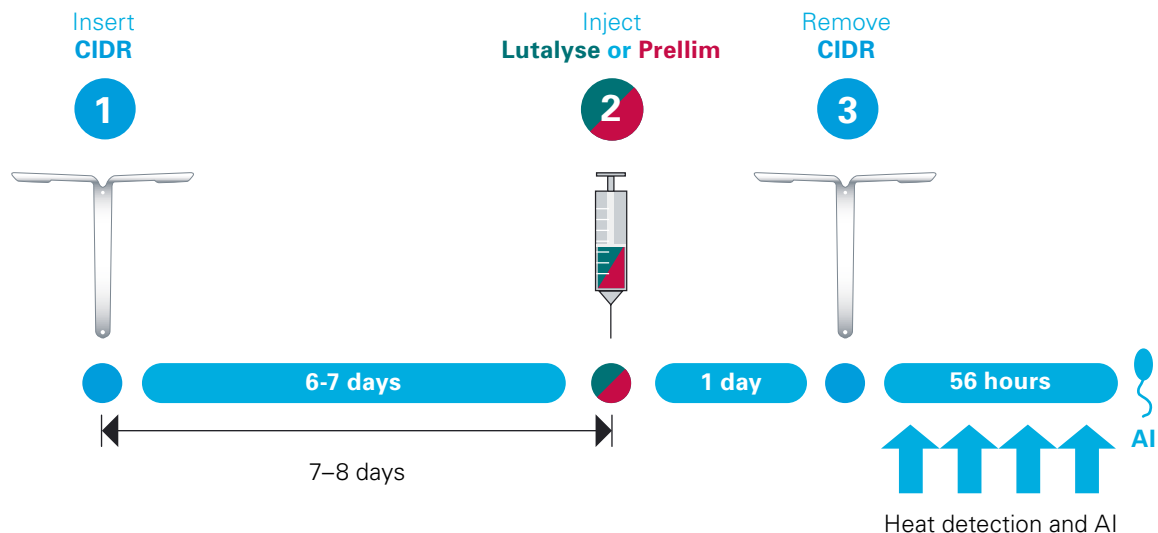 Insert
CIDR
1
Inject
Lutalyse or Prellim
2
Remove
CIDR
3
6-7 days
1 day
56 hours
AI
7–8 days
Heat detection and AI